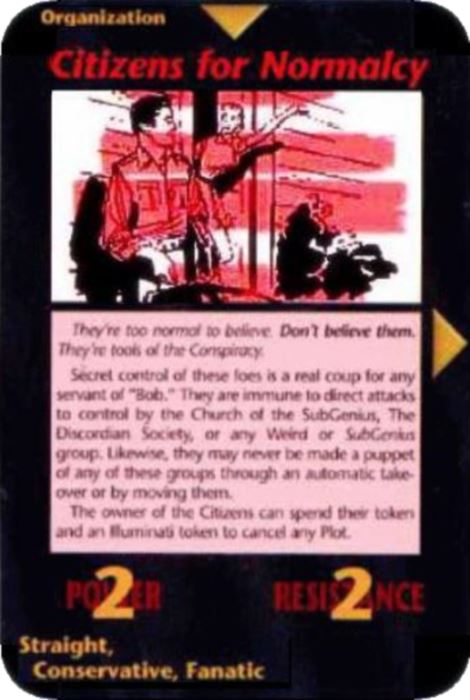 Organization
Citizens for Normalcy
They're too normal to believe. Don't believe them.
They're tools of the Conspiracy.
Secret control of these foes is a real coup for any
servant of "Bob." They are immune to direct attacks
to control by the Church of the SubGenius, The
Discordian Society, or any Weird or SubGenius
group. Likewise, they may never be made a puppet
of any of these groups through an automatic take-
over or by moving them.
The owner of the Citizens can spend their token
and an Illuminati token to cancel any Plot.
POWER 2
RESISTANCE 2
Straight,
Conservative, Fanatic